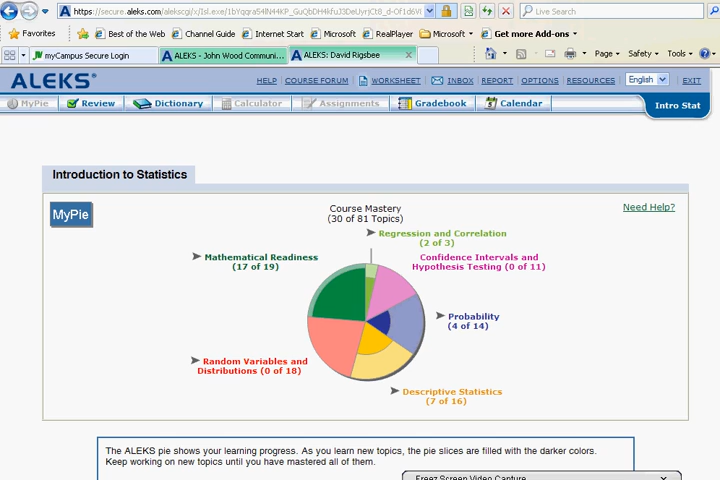 https://secure.aleks.com/alekscgi/x/Isl.exe/
Live Search
Favorites
Best of the Web
Channel Guide
Internet Start
Microsoft
RealPlayer
Microsoft
Get more Add-ons
myCampus Secure Login
ALEKS - John Wood Communi...
ALEKS: David Rigsbee
Page
Safety
Tools
ALEKS®
HELP
COURSE FORUM
WORKSHEET
INBOX
REPORT
OPTIONS
RESOURCES
English
EXIT
MyPie
Review
Dictionary
Calculator
Assignments
Gradebook
Calendar
Intro Stat
Introduction to Statistics
MyPie
Need Help?
Course Mastery
(30 of 81 Topics)
Regression and Correlation
(2 of 3)
Mathematical Readiness
(17 of 19)
Confidence Intervals and
Hypothesis Testing (0 of 11)
Probability
(4 of 14)
Random Variables and
Distributions (0 of 18)
Descriptive Statistics
(7 of 16)
The ALEKS pie shows your learning progress. As you learn new topics, the pie slices are filled with the darker colors.
Keep working on new topics until you have mastered all of them.
Freez Screen Video Capture